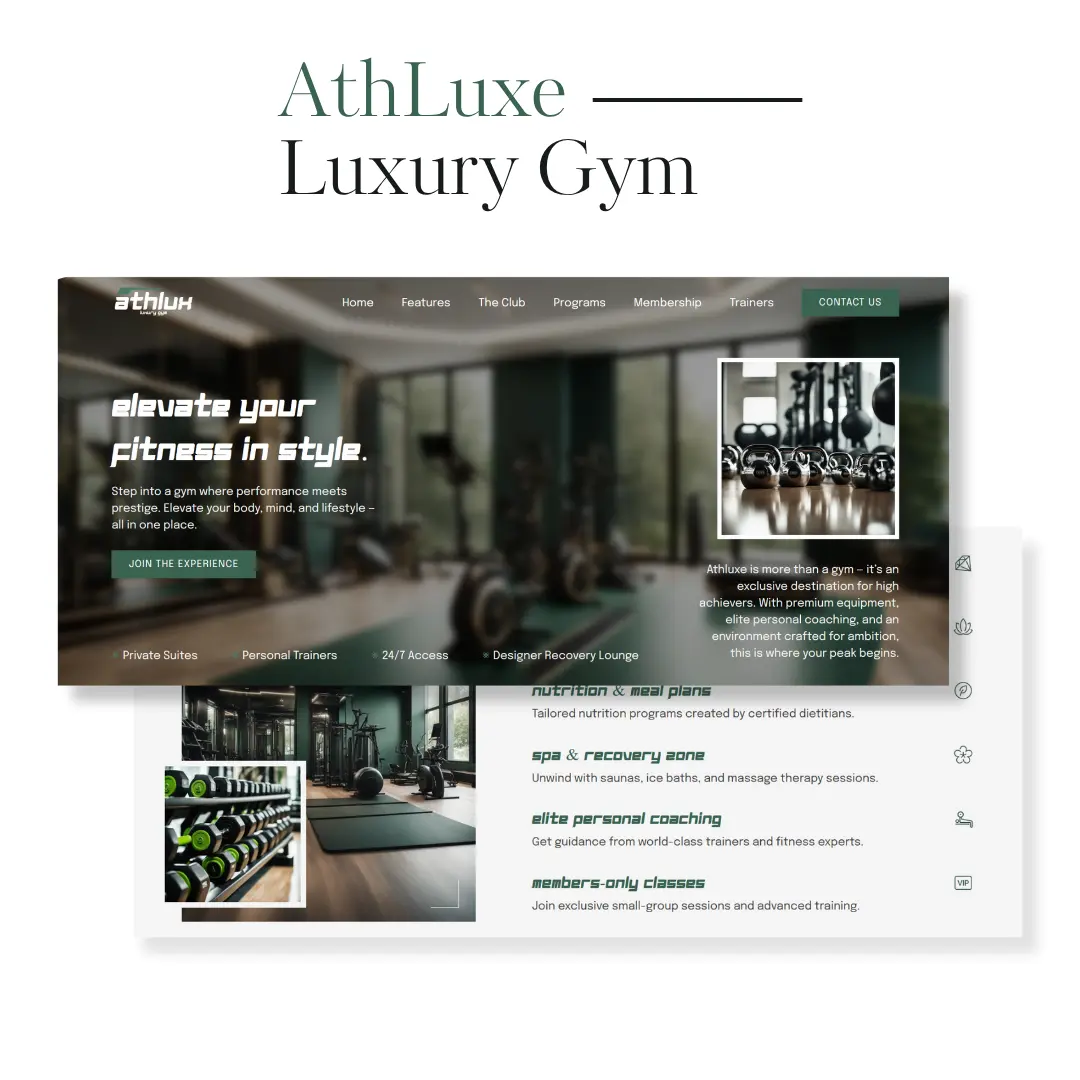 AthLuxe
Luxury Gym
athlux
luxury gym
Home Features The Club Programs Membership Trainers CONTACT US
elevate your
fitness in style.
Step into a gym where performance meets
prestige. Elevate your body, mind, and lifestyle –
all in one place.
JOIN THE EXPERIENCE
Athluxe is more than a gym – it's an
exclusive destination for high
achievers. With premium equipment,
elite personal coaching, and an
environment crafted for ambition,
this is where your peak begins.
Private Suites Personal Trainers 24/7 Access Designer Recovery Lounge
nutrition & meal plans
Tailored nutrition programs created by certified dietitians.
spa & recovery zone
Unwind with saunas, ice baths, and massage therapy sessions.
elite personal coaching
Get guidance from world-class trainers and fitness experts.
members-only classes
VIP
Join exclusive small-group sessions and advanced training.